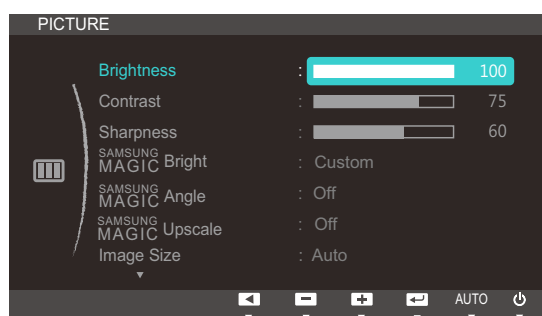 PICTURE
Brightness : 100
Contrast : 75
Sharpness : 60
SAMSUNG MAGIC Bright : Custom
SAMSUNG MAGIC Angle : Off
SAMSUNG MAGIC Upscale : Off
Image Size : Auto
AUTO